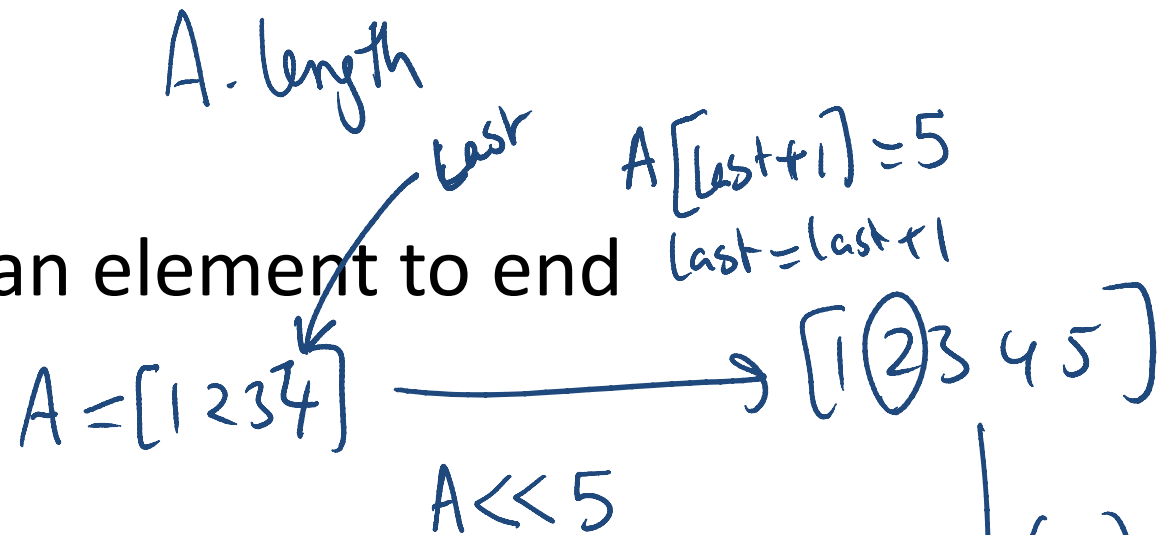 A. length
Last
A[last+1]=5
last=last+1
an element to end
A=[1 2 3 4]
[1 2 3 4 5]
A<<5